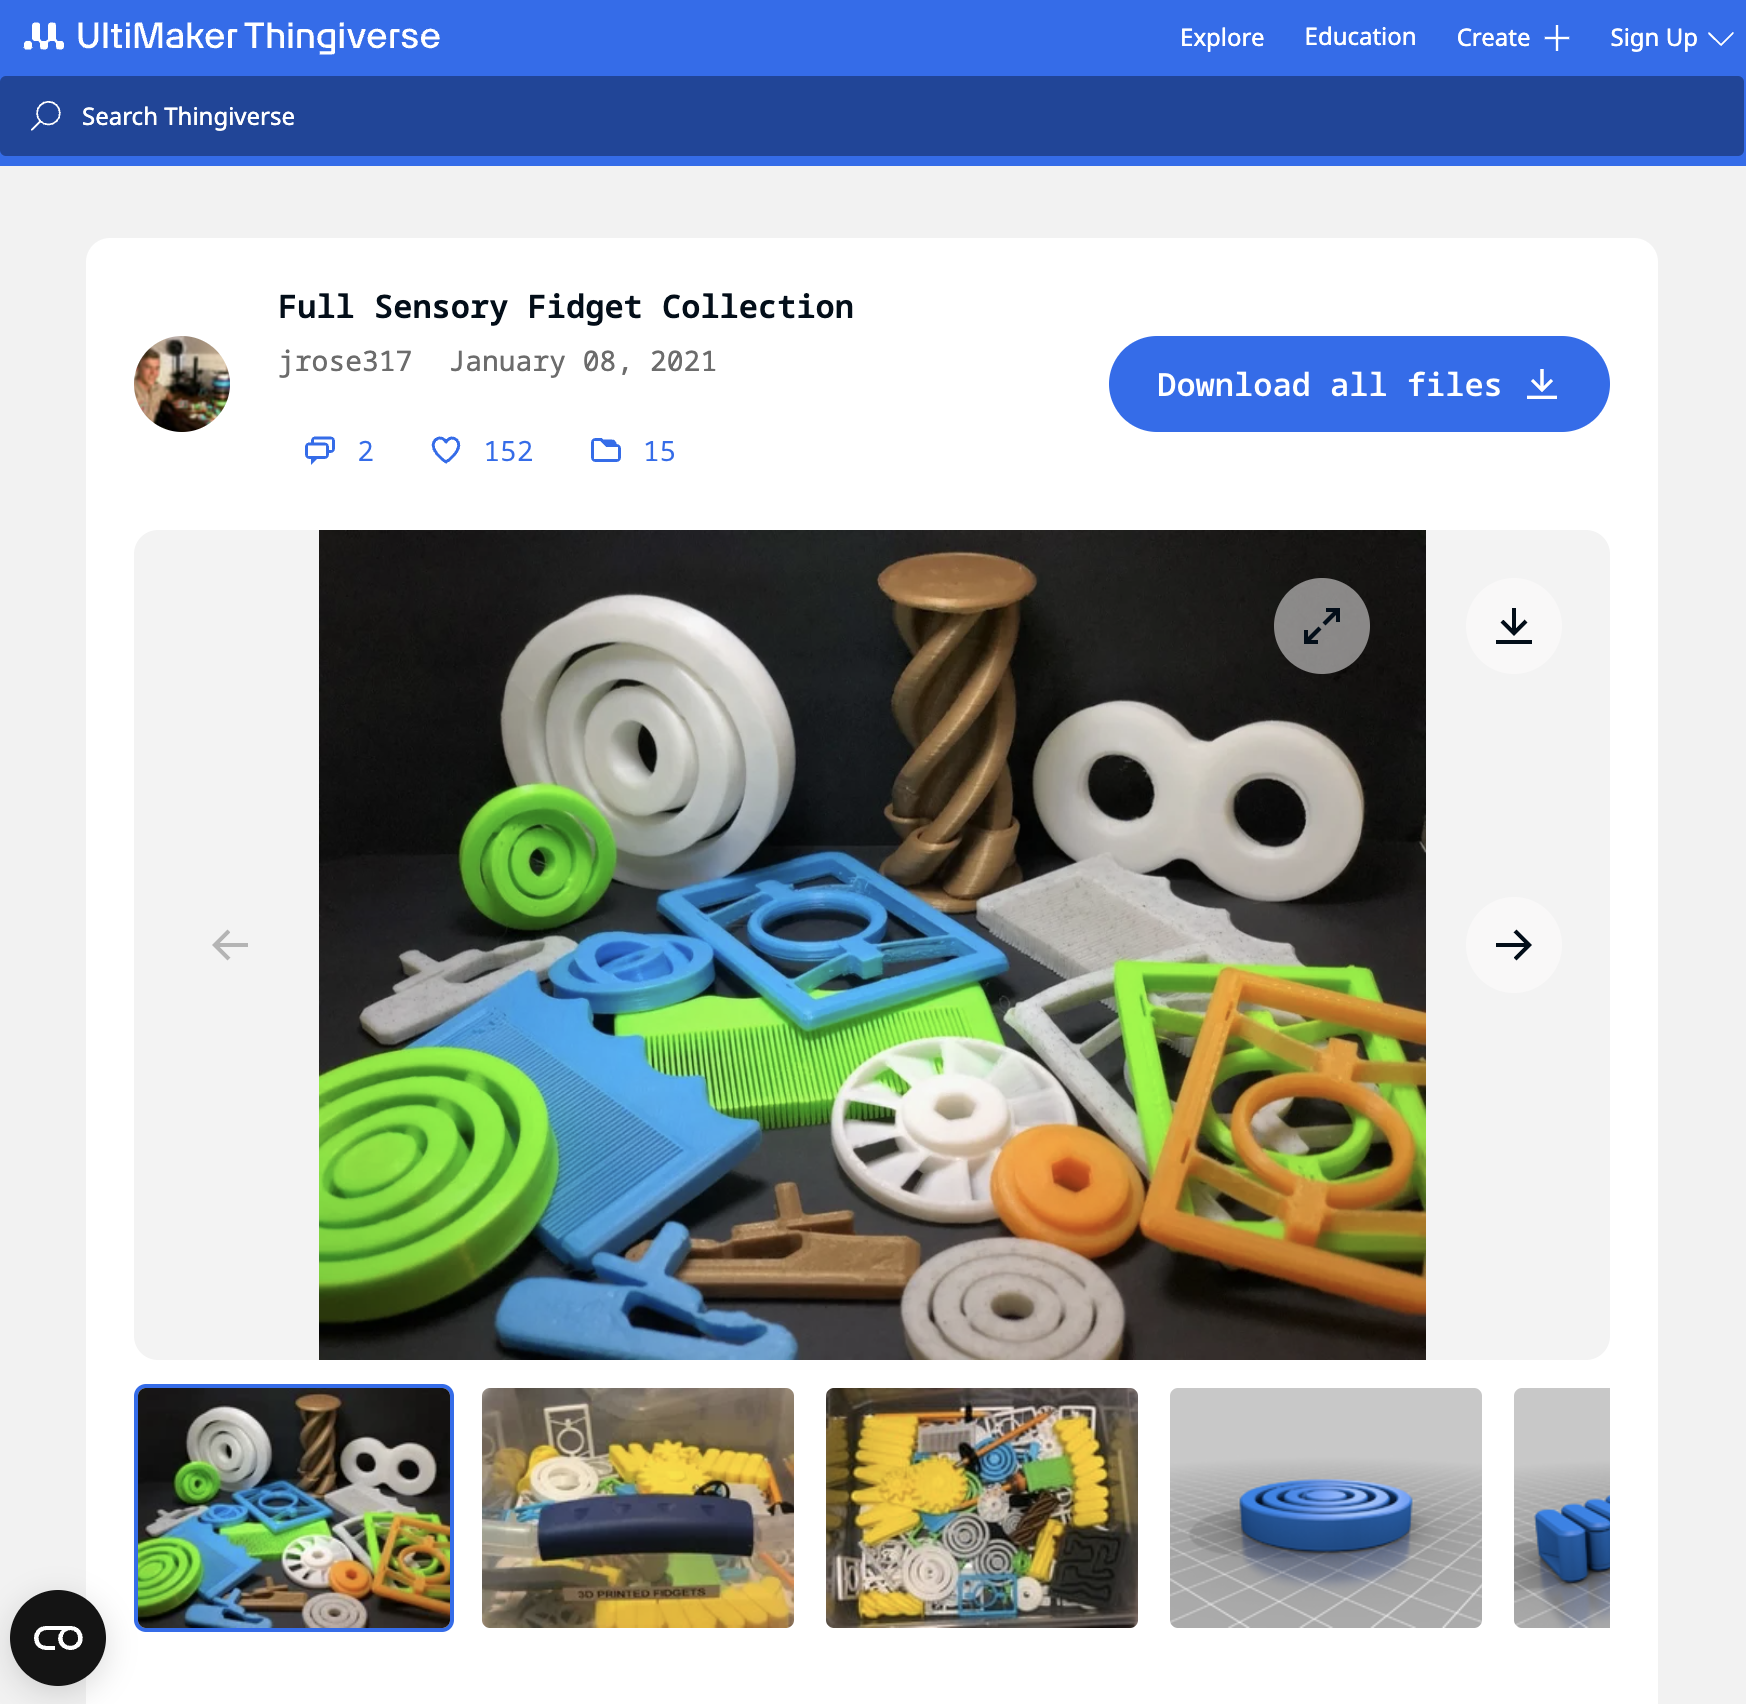 UltiMaker Thingiverse
Explore Education Create Sign Up
Search Thingiverse
Full Sensory Fidget Collection
jrose317 January 08, 2021
Download all files
2 152 15
3D PRINTED FIDGETS